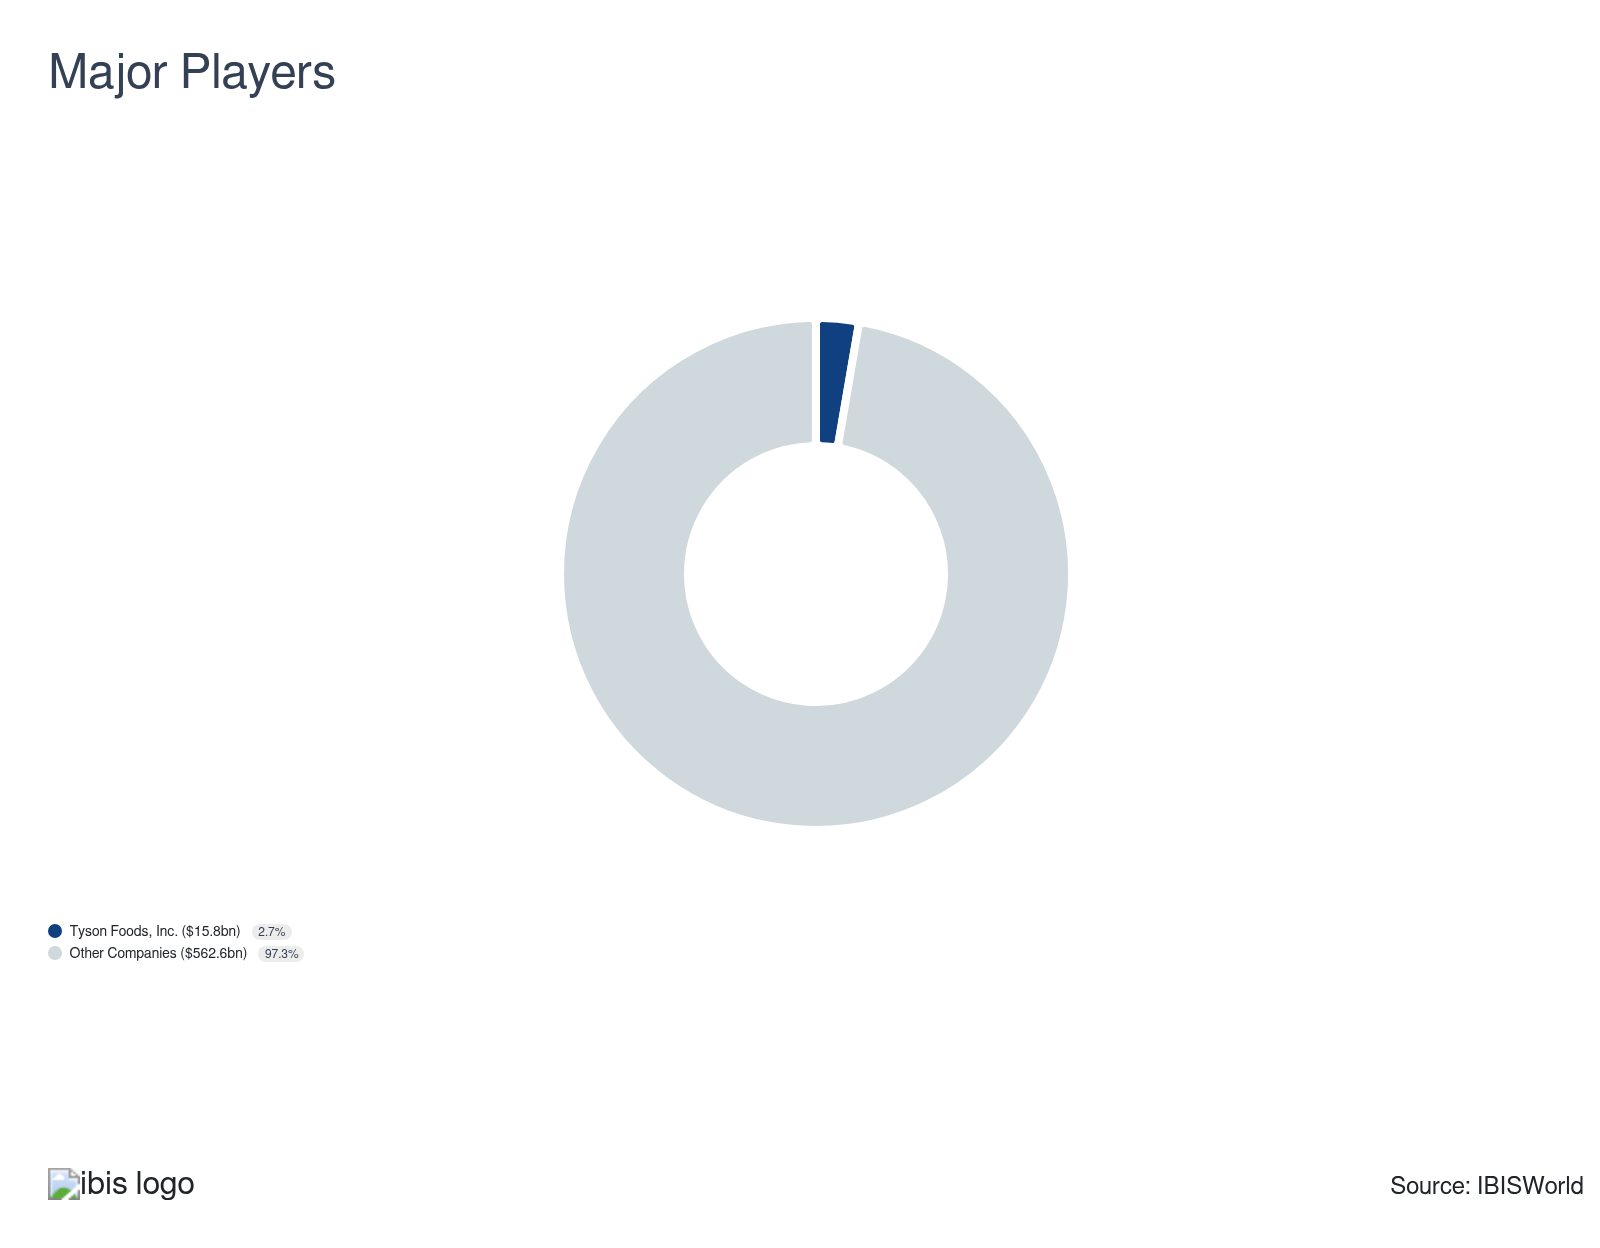 Major Players
Tyson Foods, Inc. ($15.8bn) 2.7%
Other Companies ($562.6bn) 97.3%
ibis logo
Source: IBISWorld